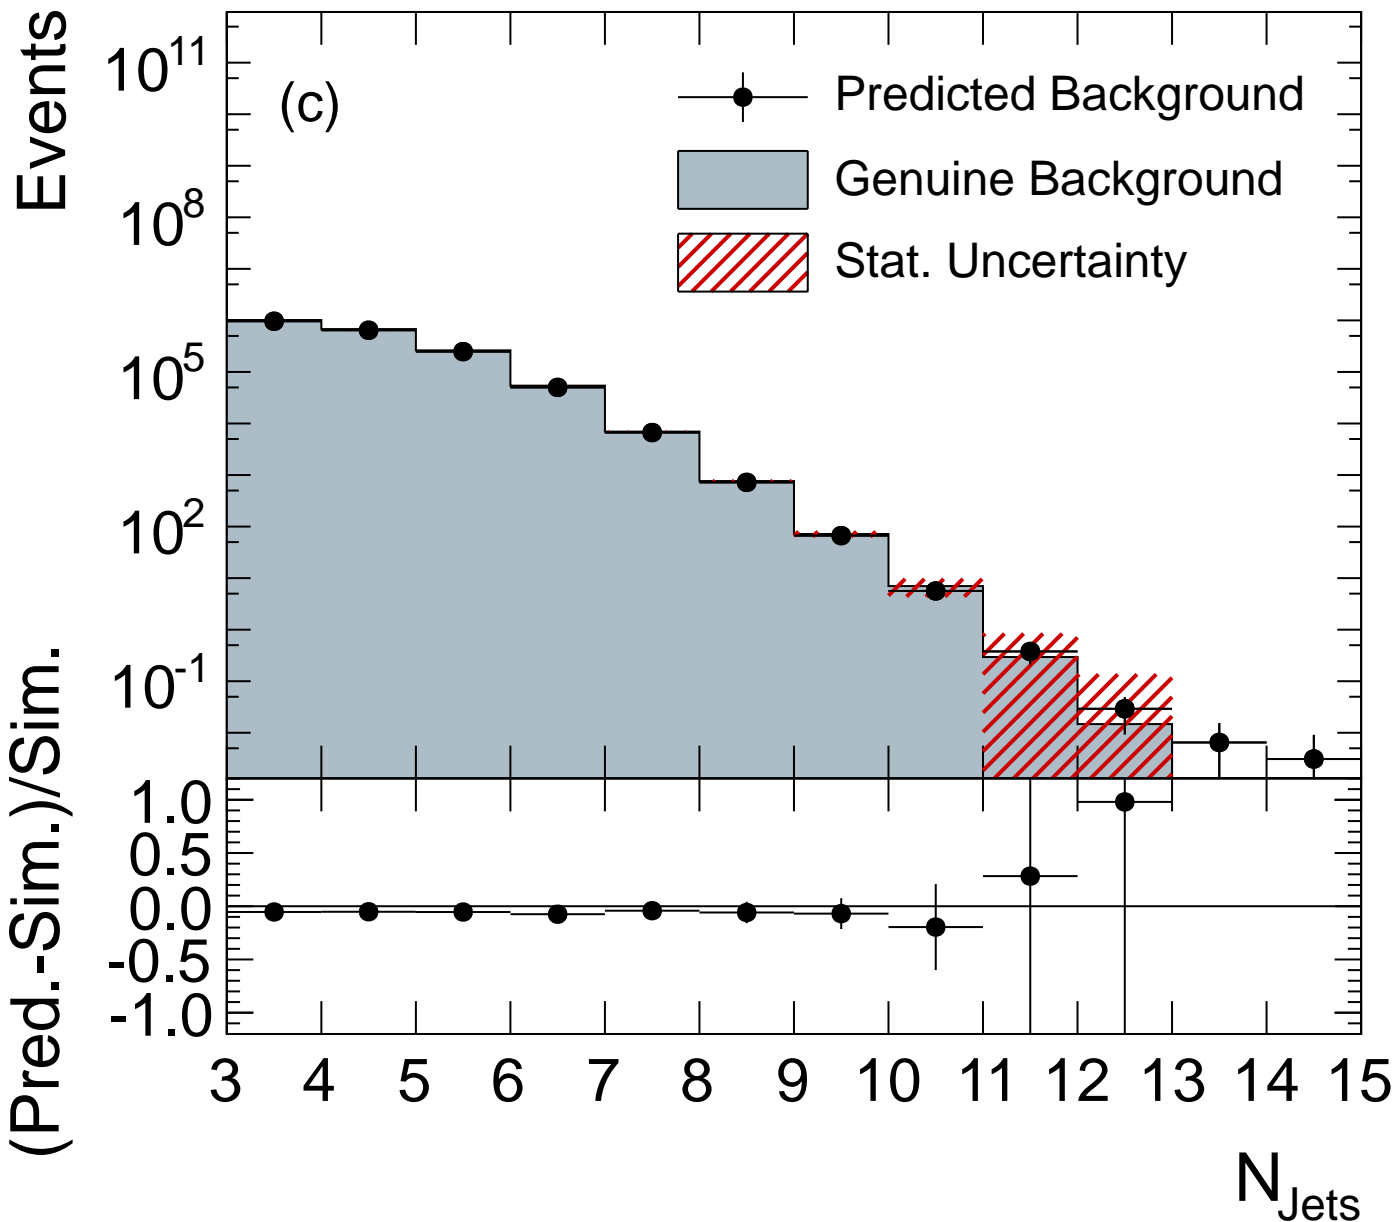 Events
10^11
10^8
10^5
10^2
10^-1
(c)
Predicted Background
Genuine Background
Stat. Uncertainty
(Pred.-Sim.)/Sim.
1.0
0.5
0.0
-0.5
-1.0
3 4 5 6 7 8 9 10 11 12 13 14 15
N_Jets